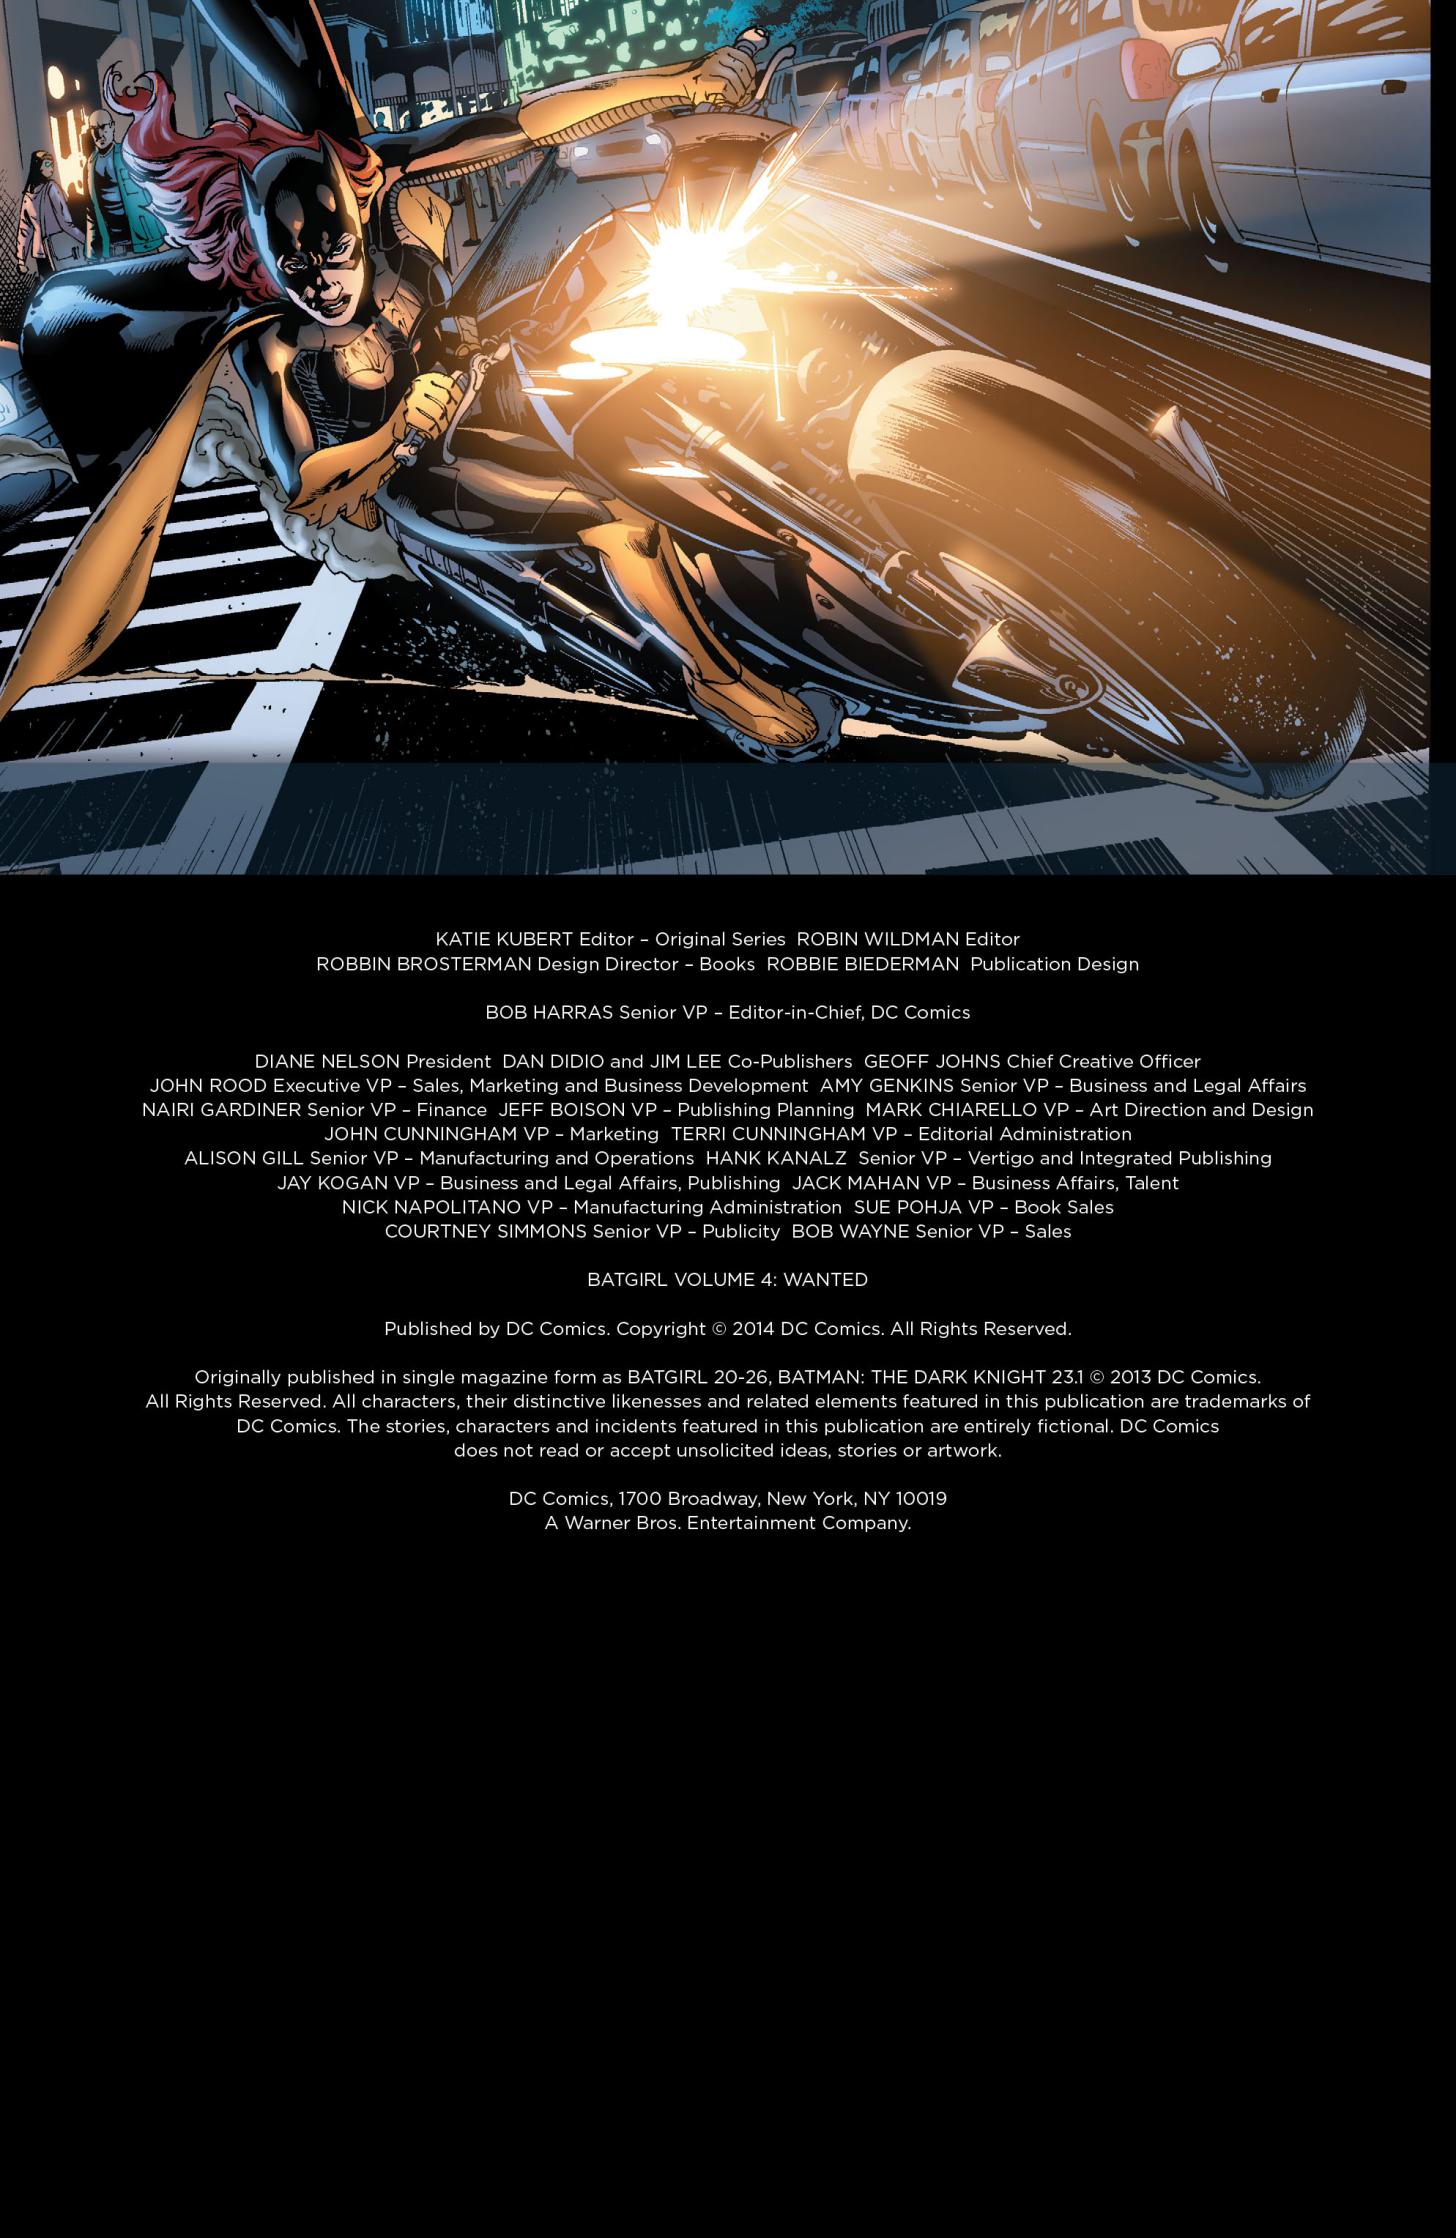 KATIE KUBERT Editor – Original Series  ROBIN WILDMAN Editor
ROBBIN BROSTERMAN Design Director – Books  ROBBIE BIEDERMAN  Publication Design
BOB HARRAS Senior VP – Editor-in-Chief, DC Comics
DIANE NELSON President  DAN DIDIO and JIM LEE Co-Publishers  GEOFF JOHNS Chief Creative Officer
JOHN ROOD Executive VP – Sales, Marketing and Business Development  AMY GENKINS Senior VP – Business and Legal Affairs
NAIRI GARDINER Senior VP – Finance  JEFF BOISON VP – Publishing Planning  MARK CHIARELLO VP – Art Direction and Design
JOHN CUNNINGHAM VP – Marketing  TERRI CUNNINGHAM VP – Editorial Administration
ALISON GILL Senior VP – Manufacturing and Operations  HANK KANALZ  Senior VP – Vertigo and Integrated Publishing
JAY KOGAN VP – Business and Legal Affairs, Publishing  JACK MAHAN VP – Business Affairs, Talent
NICK NAPOLITANO VP – Manufacturing Administration  SUE POHJA VP – Book Sales
COURTNEY SIMMONS Senior VP – Publicity  BOB WAYNE Senior VP – Sales
BATGIRL VOLUME 4: WANTED
Published by DC Comics. Copyright © 2014 DC Comics. All Rights Reserved.
Originally published in single magazine form as BATGIRL 20-26, BATMAN: THE DARK KNIGHT 23.1 © 2013 DC Comics.
All Rights Reserved. All characters, their distinctive likenesses and related elements featured in this publication are trademarks of
DC Comics. The stories, characters and incidents featured in this publication are entirely fictional. DC Comics
does not read or accept unsolicited ideas, stories or artwork.
DC Comics, 1700 Broadway, New York, NY 10019
A Warner Bros. Entertainment Company.